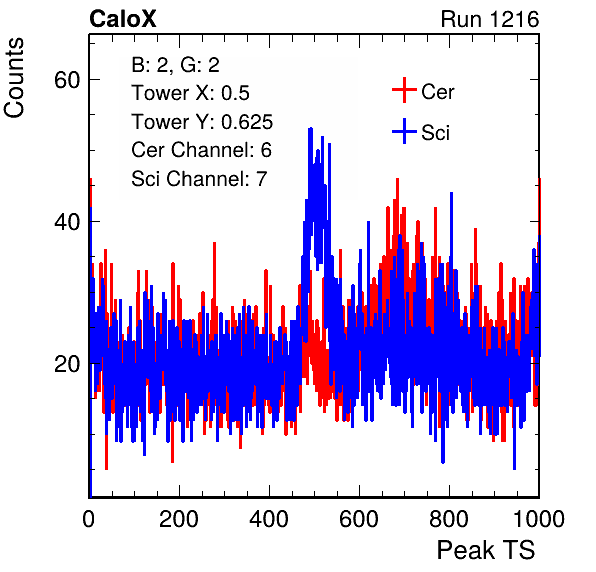 CaloX Run 1216
Counts
B: 2, G: 2
Tower X: 0.5
Tower Y: 0.625
Cer Channel: 6
Sci Channel: 7
Cer
Sci
60
40
20
0 200 400 600 800 1000
Peak TS